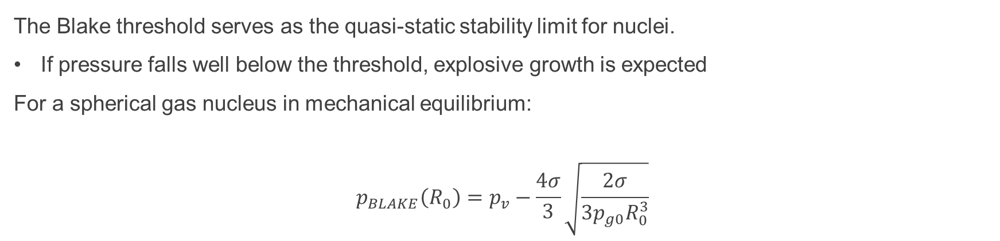 The Blake threshold serves as the quasi-static stability limit for nuclei.
• If pressure falls well below the threshold, explosive growth is expected
For a spherical gas nucleus in mechanical equilibrium:
$p_{BLAKE}(R_0) = p_v - \frac{4\sigma}{3} \sqrt{\frac{2\sigma}{3p_{g0}R_0^3}}$